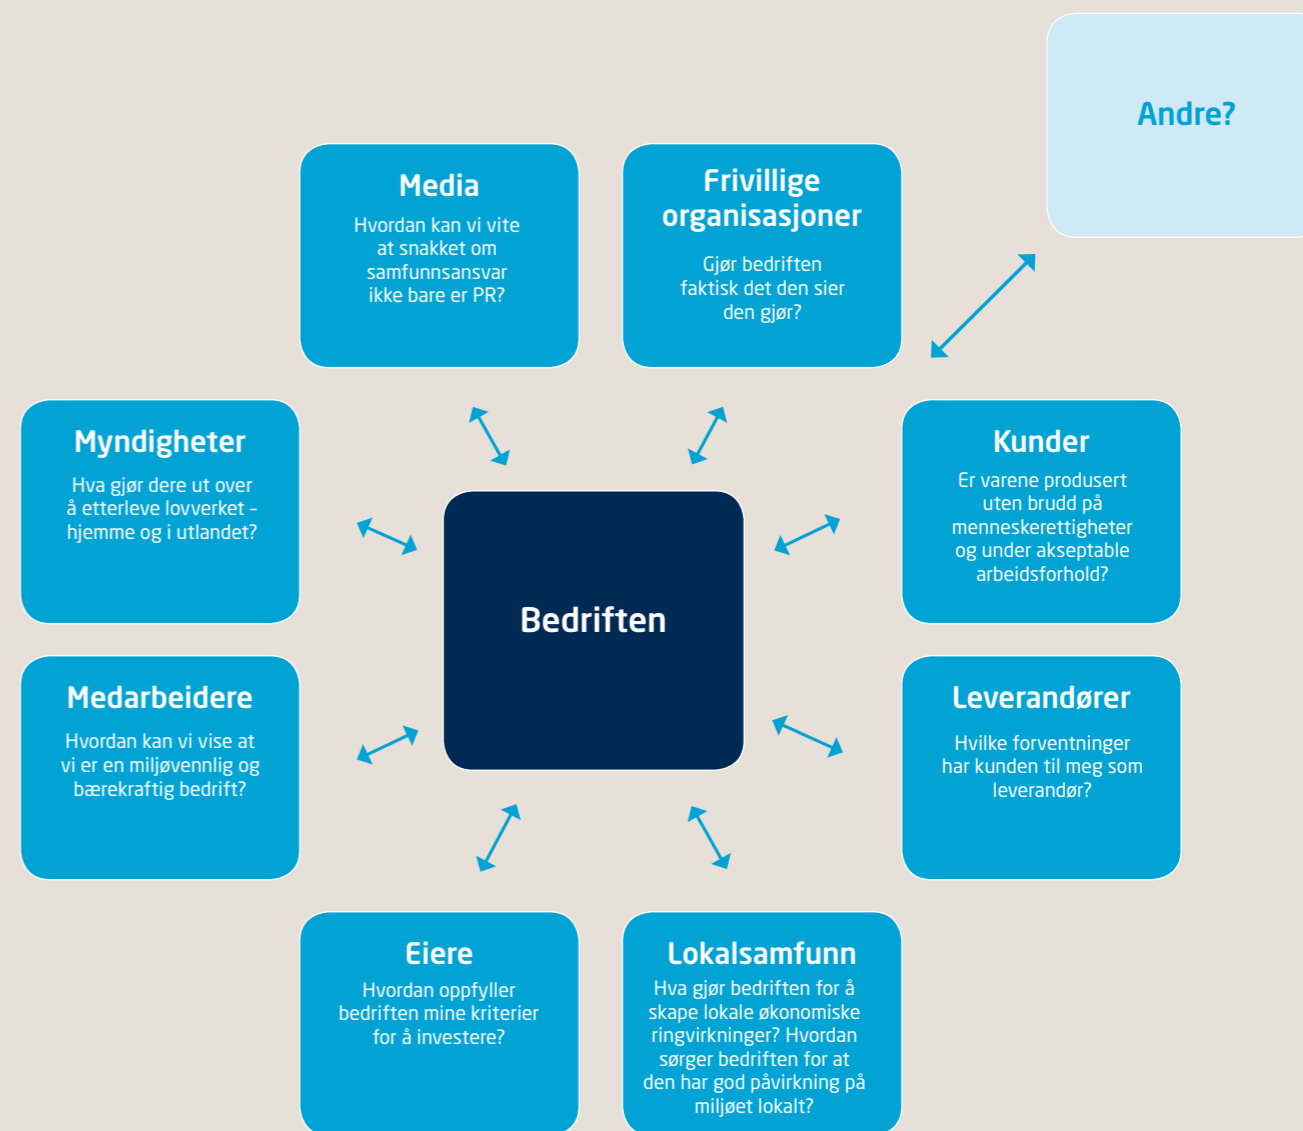 Andre?
Media
Hvordan kan vi vite
at snakket om
samfunnsansvar
ikke bare er PR?
Frivillige
organisasjoner
Gjør bedriften
faktisk det den sier
den gjør?
Myndigheter
Hva gjør dere ut over
å etterleve lovverket –
hjemme og i utlandet?
Kunder
Er varene produsert
uten brudd på
menneskerettigheter
og under akseptable
arbeidsforhold?
Bedriften
Medarbeidere
Hvordan kan vi vise at
vi er en miljøvennlig og
bærekraftig bedrift?
Leverandører
Hvilke forventninger
har kunden til meg som
leverandør?
Eiere
Hvordan oppfyller
bedriften mine kriterier
for å investere?
Lokalsamfunn
Hva gjør bedriften for å
skape lokale økonomiske
ringvirkninger? Hvordan
sørger bedriften for at
den har god påvirkning på
miljøet lokalt?